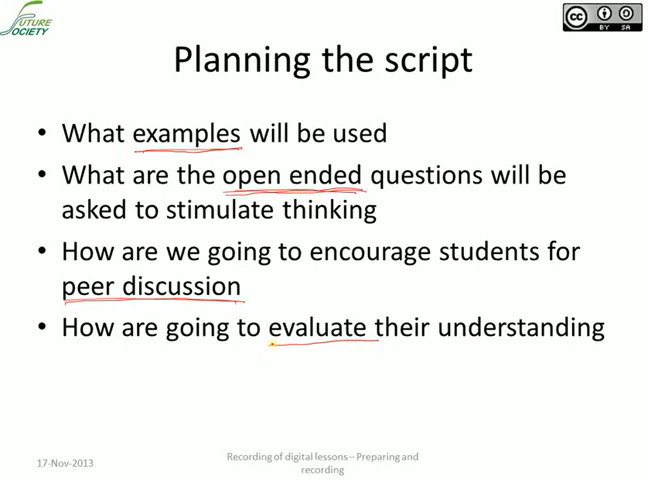 FUTURE
SOCIETY
cc
BY SA
Planning the script
• What examples will be used
• What are the open ended questions will be
asked to stimulate thinking
• How are we going to encourage students for
peer discussion
• How are going to evaluate their understanding
17-Nov-2013
Recording of digital lessons – Preparing and
recording